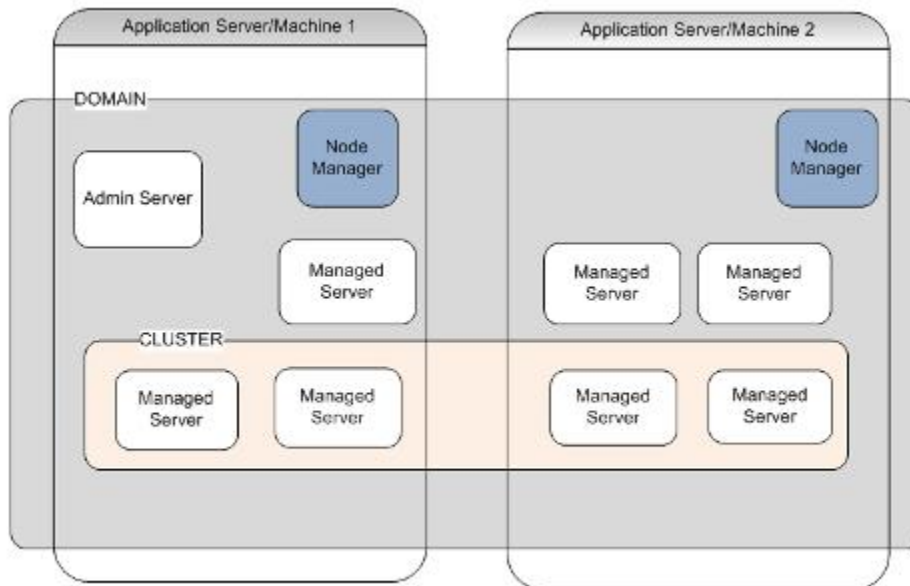 Application Server/Machine 1
Application Server/Machine 2
DOMAIN
Node
Manager
Node
Manager
Admin Server
Managed
Server
Managed
Server
Managed
Server
CLUSTER
Managed
Server
Managed
Server
Managed
Server
Managed
Server